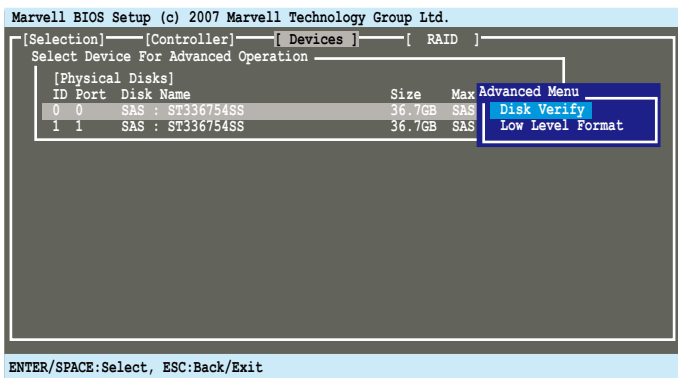 Marvell BIOS Setup (c) 2007 Marvell Technology Group Ltd.
[Selection] [Controller] [ Devices ] [ RAID ]
Select Device For Advanced Operation
[Physical Disks]
ID Port Disk Name Size Max
0 0 SAS : ST336754SS 36.7GB SAS
1 1 SAS : ST336754SS 36.7GB SAS
Advanced Menu
Disk Verify
Low Level Format
ENTER/SPACE:Select, ESC:Back/Exit